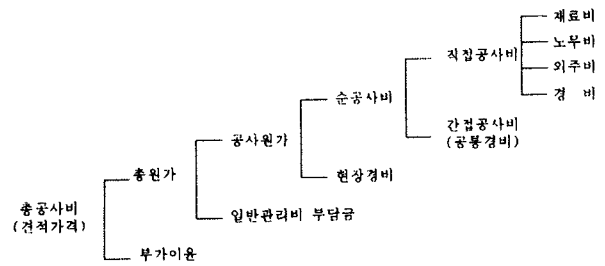 재료비
노무비
직접공사비
외주비
순공사비
경 비
공사원가
간접공사비
(공통경비)
총원가
현장경비
총공사비
(견적가격)
일반관리비 부담금
부가이윤